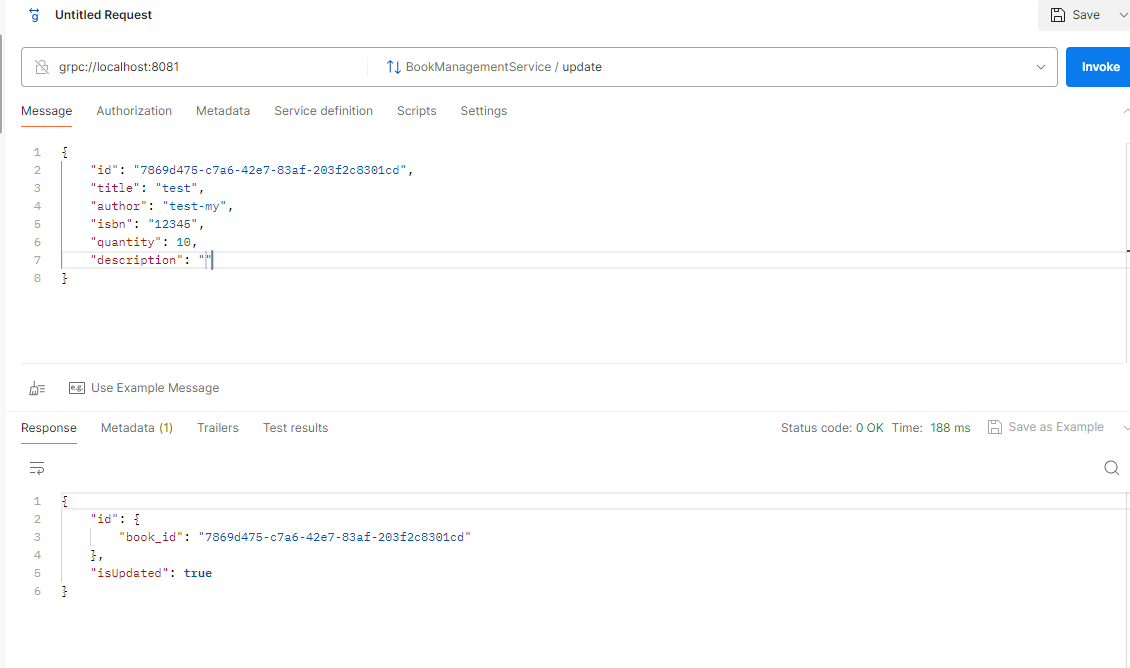 Untitled Request
Save
grpc://localhost:8081
BookManagementService / update
Invoke
Message Authorization Metadata Service definition Scripts Settings
1 {
2 "id": "7869d475-c7a6-42e7-83af-203f2c8301cd",
3 "title": "test",
4 "author": "test-my",
5 "isbn": "12345",
6 "quantity": 10,
7 "description": ""
8 }
e.g. Use Example Message
Response Metadata (1) Trailers Test results Status code: 0 OK Time: 188 ms Save as Example
1 {
2 "id": {
3 "book_id": "7869d475-c7a6-42e7-83af-203f2c8301cd"
4 },
5 "isUpdated": true
6 }